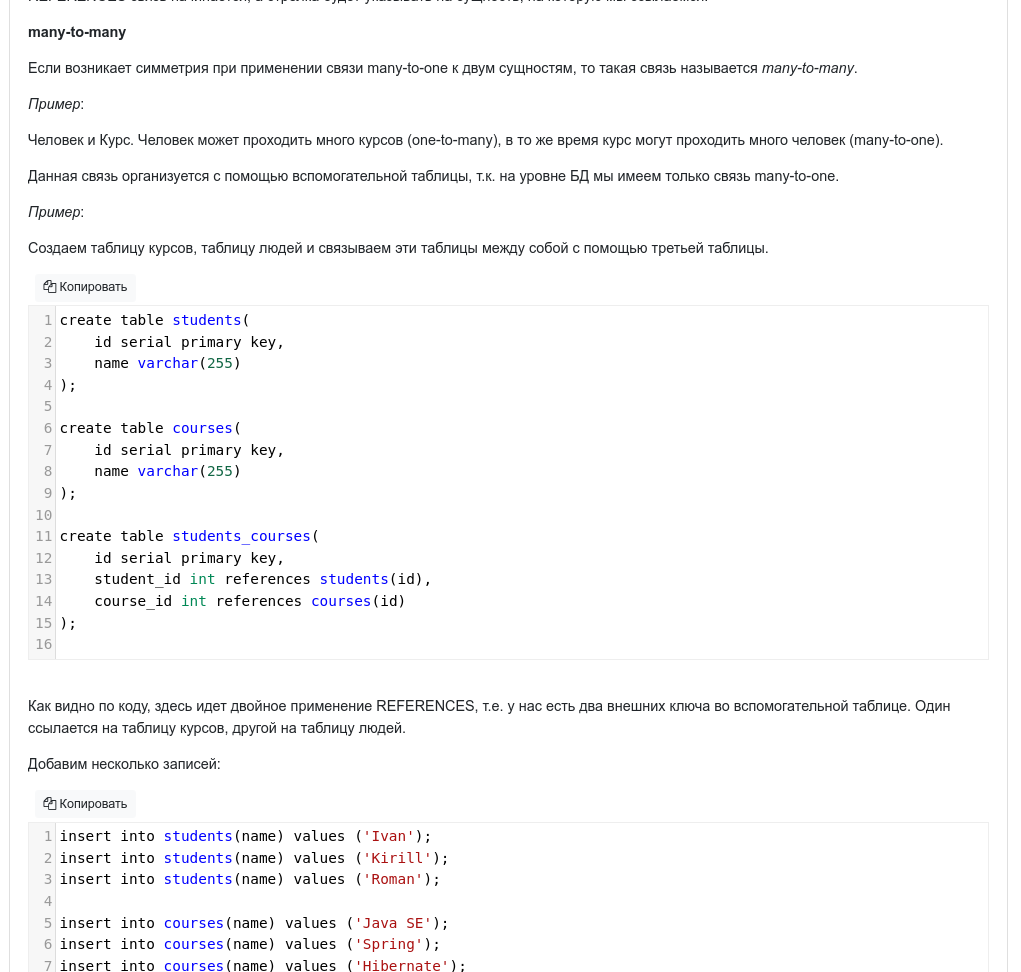 many-to-many
Если возникает симметрия при применении связи many-to-one к двум сущностям, то такая связь называется many-to-many.
Пример:
Человек и Курс. Человек может проходить много курсов (one-to-many), в то же время курс могут проходить много человек (many-to-one).
Данная связь организуется с помощью вспомогательной таблицы, т.к. на уровне БД мы имеем только связь many-to-one.
Пример:
Создаем таблицу курсов, таблицу людей и связываем эти таблицы между собой с помощью третьей таблицы.
Копировать
1 create table students(
2     id serial primary key,
3     name varchar(255)
4 );
5
6 create table courses(
7     id serial primary key,
8     name varchar(255)
9 );
10
11 create table students_courses(
12     id serial primary key,
13     student_id int references students(id),
14     course_id int references courses(id)
15 );
16
Как видно по коду, здесь идет двойное применение REFERENCES, т.е. у нас есть два внешних ключа во вспомогательной таблице. Один
ссылается на таблицу курсов, другой на таблицу людей.
Добавим несколько записей:
Копировать
1 insert into students(name) values ('Ivan');
2 insert into students(name) values ('Kirill');
3 insert into students(name) values ('Roman');
4
5 insert into courses(name) values ('Java SE');
6 insert into courses(name) values ('Spring');
7 insert into courses(name) values ('Hibernate');